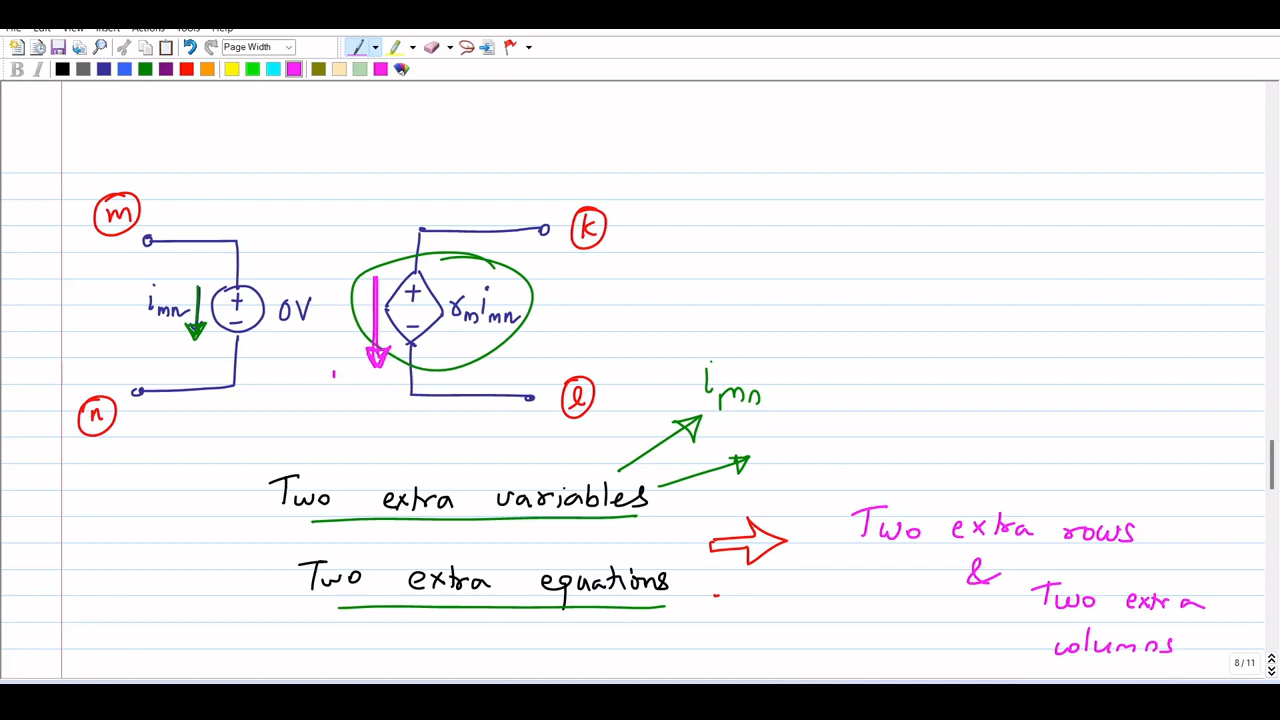 Page Width
B I
m
k
+
+
i_mn
0V
r_m i_mn
−
−
n
l
i_mn
Two extra variables
Two extra rows
&
Two extra equations
Two extra
columns
8 / 11